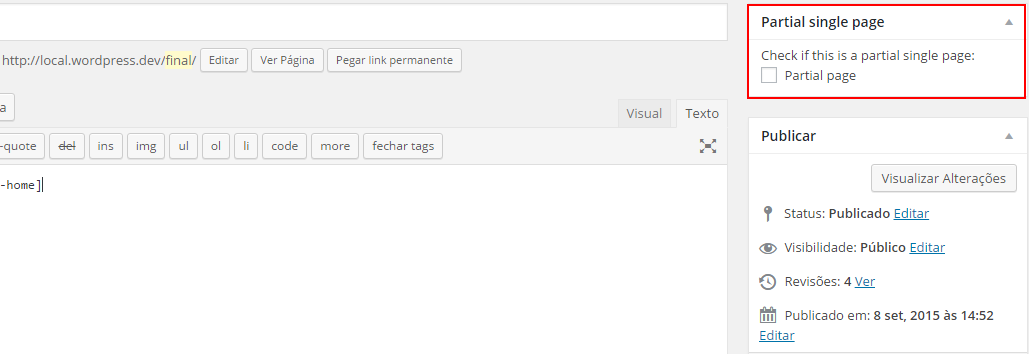 Partial single page
Check if this is a partial single page:
Partial page
http://local.wordpress.dev/final/ Editar Ver Página Pegar link permanente
a
Visual Texto
-quote del ins img ul ol li code more fechar tags
-home]
Publicar
Visualizar Alterações
Status: Publicado Editar
Visibilidade: Público Editar
Revisões: 4 Ver
Publicado em: 8 set, 2015 às 14:52
Editar